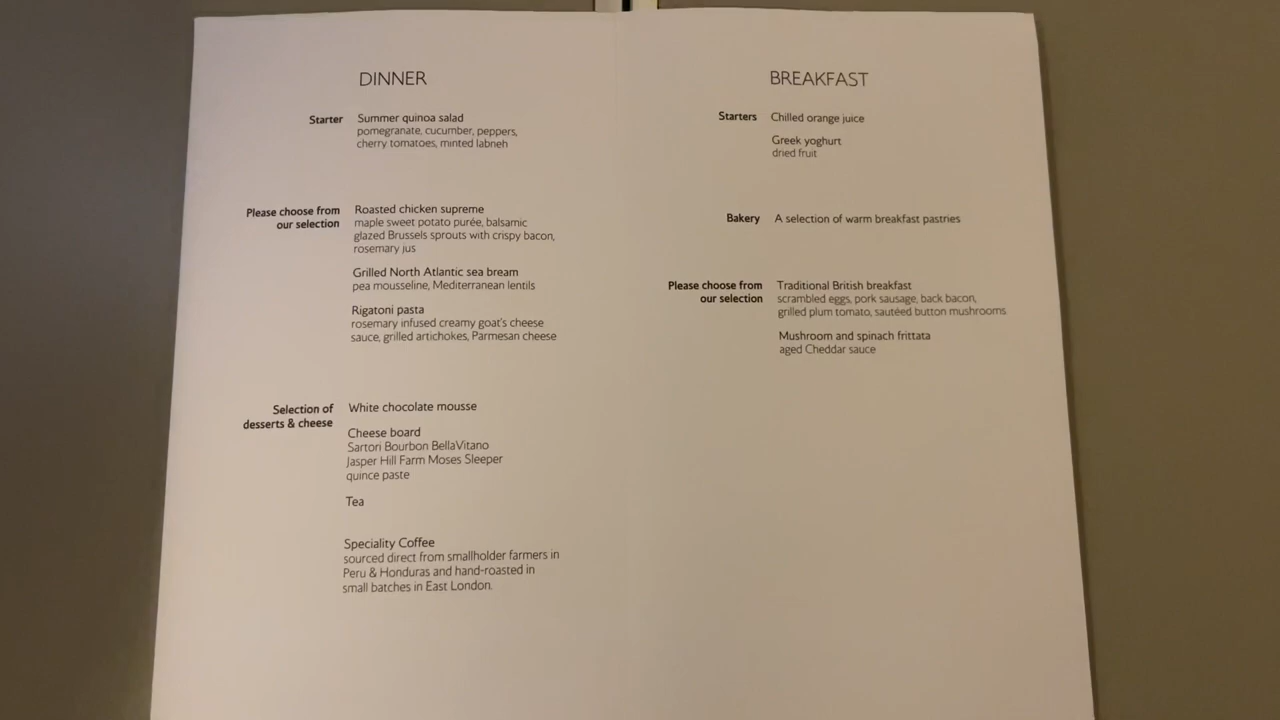 DINNER
Starter
Summer quinoa salad
pomegranate, cucumber, peppers,
cherry tomatoes, minted labneh
Please choose from
our selection
Roasted chicken supreme
maple sweet potato purée, balsamic
glazed Brussels sprouts with crispy bacon,
rosemary jus
Grilled North Atlantic sea bream
pea mousseline, Mediterranean lentils
Rigatoni pasta
rosemary infused creamy goat's cheese
sauce, grilled artichokes, Parmesan cheese
Selection of
desserts & cheese
White chocolate mousse
Cheese board
Sartori Bourbon BellaVitano
Jasper Hill Farm Moses Sleeper
quince paste
Tea
Speciality Coffee
sourced direct from smallholder farmers in
Peru & Honduras and hand-roasted in
small batches in East London.
BREAKFAST
Starters
Chilled orange juice
Greek yoghurt
dried fruit
Bakery
A selection of warm breakfast pastries
Please choose from
our selection
Traditional British breakfast
scrambled eggs, pork sausage, back bacon,
grilled plum tomato, sautéed button mushrooms
Mushroom and spinach frittata
aged Cheddar sauce